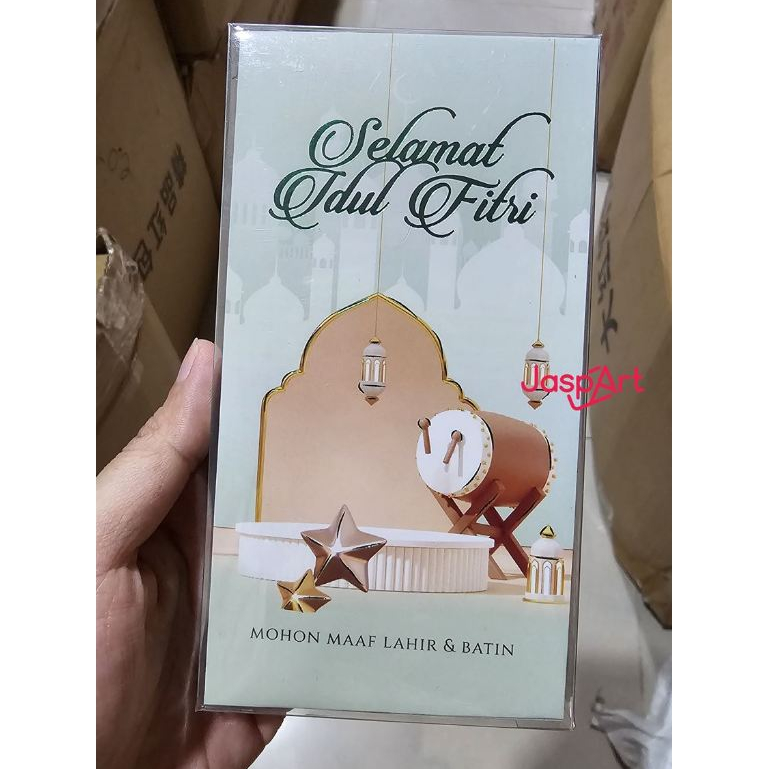 Selamat
Idul Fitri
JaspArt
MOHON MAAF LAHIR & BATIN